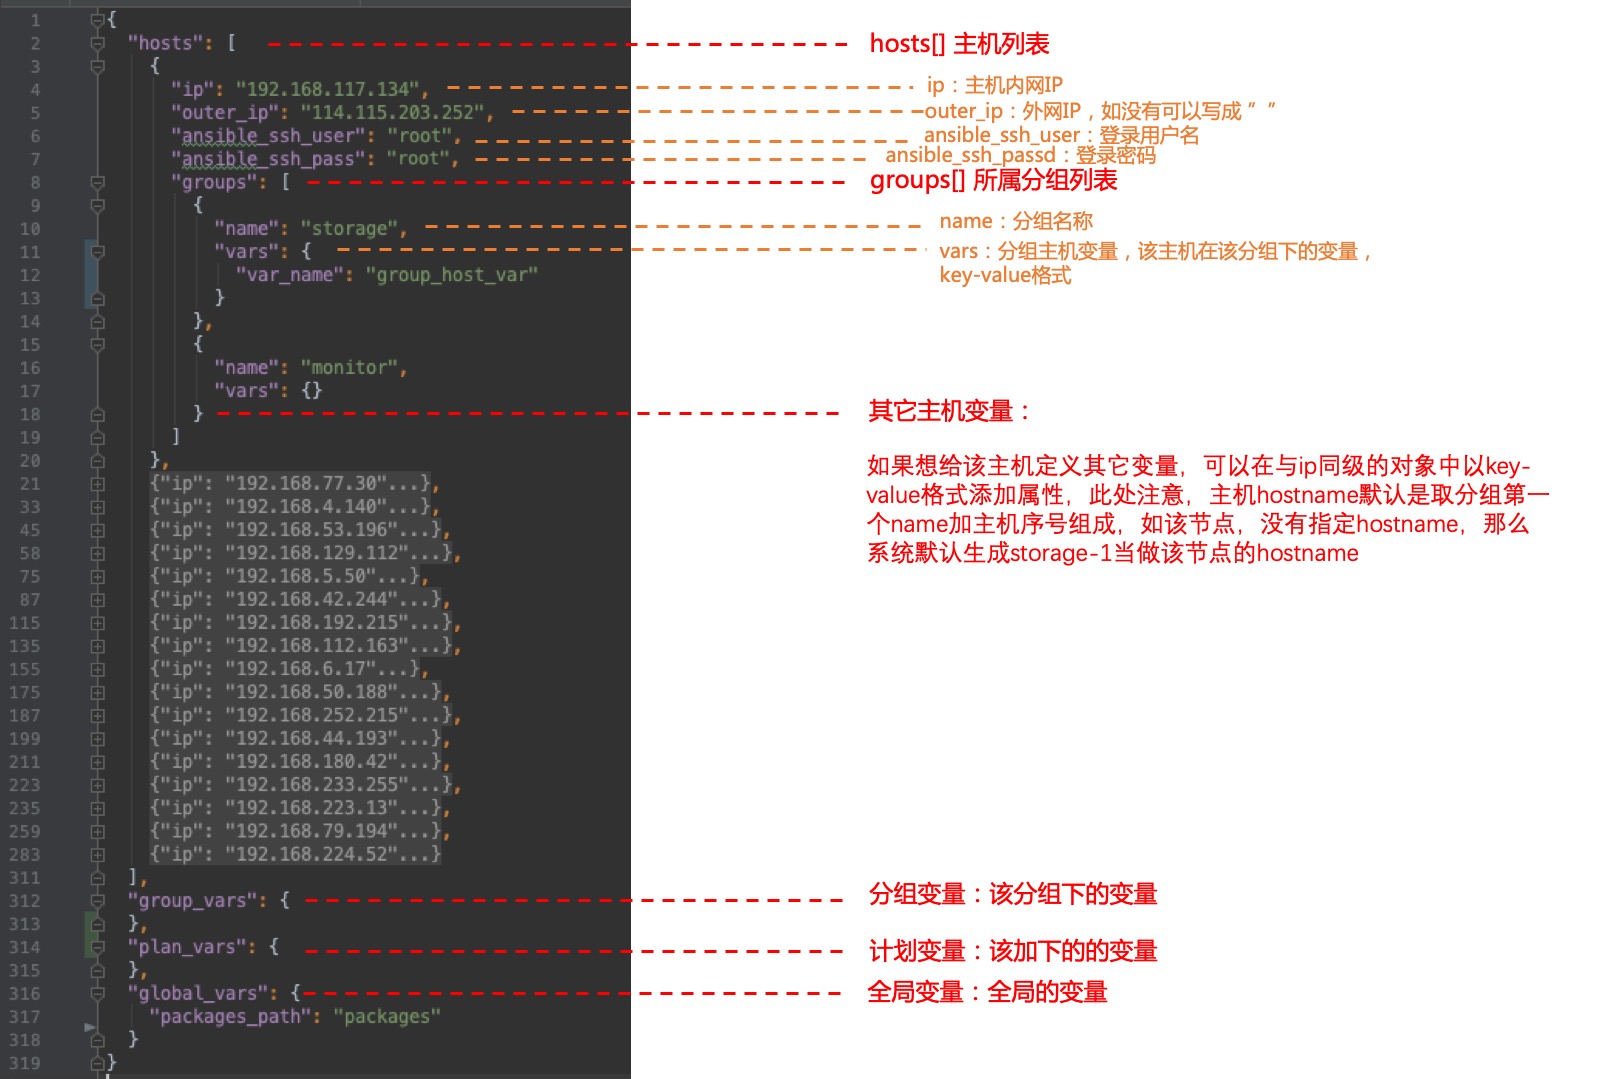 1 {
2 "hosts": [ hosts[] 主机列表
3 {
4 "ip": "192.168.117.134", ip：主机内网IP
5 "outer_ip": "114.115.203.252", outer_ip：外网IP，如没有可以写成 ” ”
6 "ansible_ssh_user": "root", ansible_ssh_user：登录用户名
7 "ansible_ssh_pass": "root", ansible_ssh_passd：登录密码
8 "groups": [ groups[] 所属分组列表
9 {
10 "name": "storage", name：分组名称
11 "vars": { vars：分组主机变量，该主机在该分组下的变量，
12 "var_name": "group_host_var" key-value格式
13 }
14 },
15 {
16 "name": "monitor",
17 "vars": {}
18 } 其它主机变量：
19 ]
20 },
21 {"ip": "192.168.77.30"...}, 如果想给该主机定义其它变量，可以在与ip同级的对象中以key-
33 {"ip": "192.168.4.140"...}, value格式添加属性，此处注意，主机hostname默认是取分组第一
45 {"ip": "192.168.53.196"...}, 个name加主机序号组成，如该节点，没有指定hostname，那么
58 {"ip": "192.168.129.112"...}, 系统默认生成storage-1当做该节点的hostname
75 {"ip": "192.168.5.50"...},
87 {"ip": "192.168.42.244"...},
115 {"ip": "192.168.192.215"...},
135 {"ip": "192.168.112.163"...},
155 {"ip": "192.168.6.17"...},
175 {"ip": "192.168.50.188"...},
187 {"ip": "192.168.252.215"...},
199 {"ip": "192.168.44.193"...},
211 {"ip": "192.168.180.42"...},
223 {"ip": "192.168.233.255"...},
235 {"ip": "192.168.223.13"...},
259 {"ip": "192.168.79.194"...},
283 {"ip": "192.168.224.52"...}
311 ],
312 "group_vars": { 分组变量：该分组下的变量
313 },
314 "plan_vars": { 计划变量：该加下的的变量
315 },
316 "global_vars": { 全局变量：全局的变量
317 "packages_path": "packages"
318 }
319 }